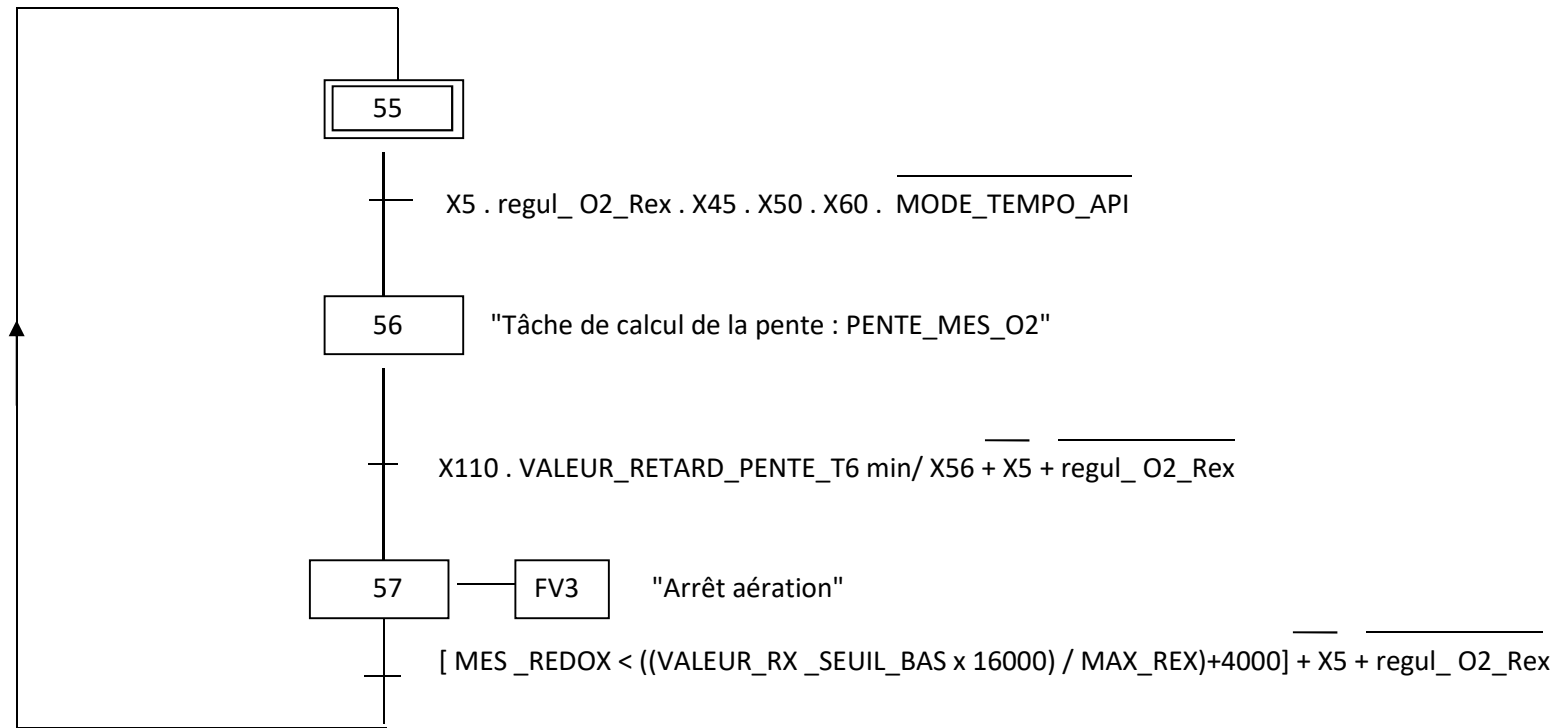 55
X5 . regul_ O2_Rex . X45 . X50 . X60 . MODE_TEMPO_API
56 "Tâche de calcul de la pente : PENTE_MES_O2"
X110 . VALEUR_RETARD_PENTE_T6 min/ X56 + X5 + regul_ O2_Rex
57 FV3 "Arrêt aération"
[ MES _REDOX < ((VALEUR_RX _SEUIL_BAS x 16000) / MAX_REX)+4000] + X5 + regul_ O2_Rex